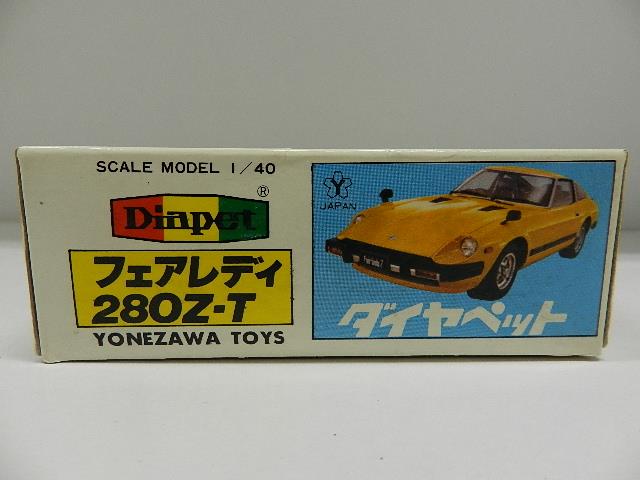 SCALE MODEL 1/40
Diapet®
フェアレディ
280Z-T
YONEZAWA TOYS
Y
JAPAN
Fairlady Z
ダイヤペット